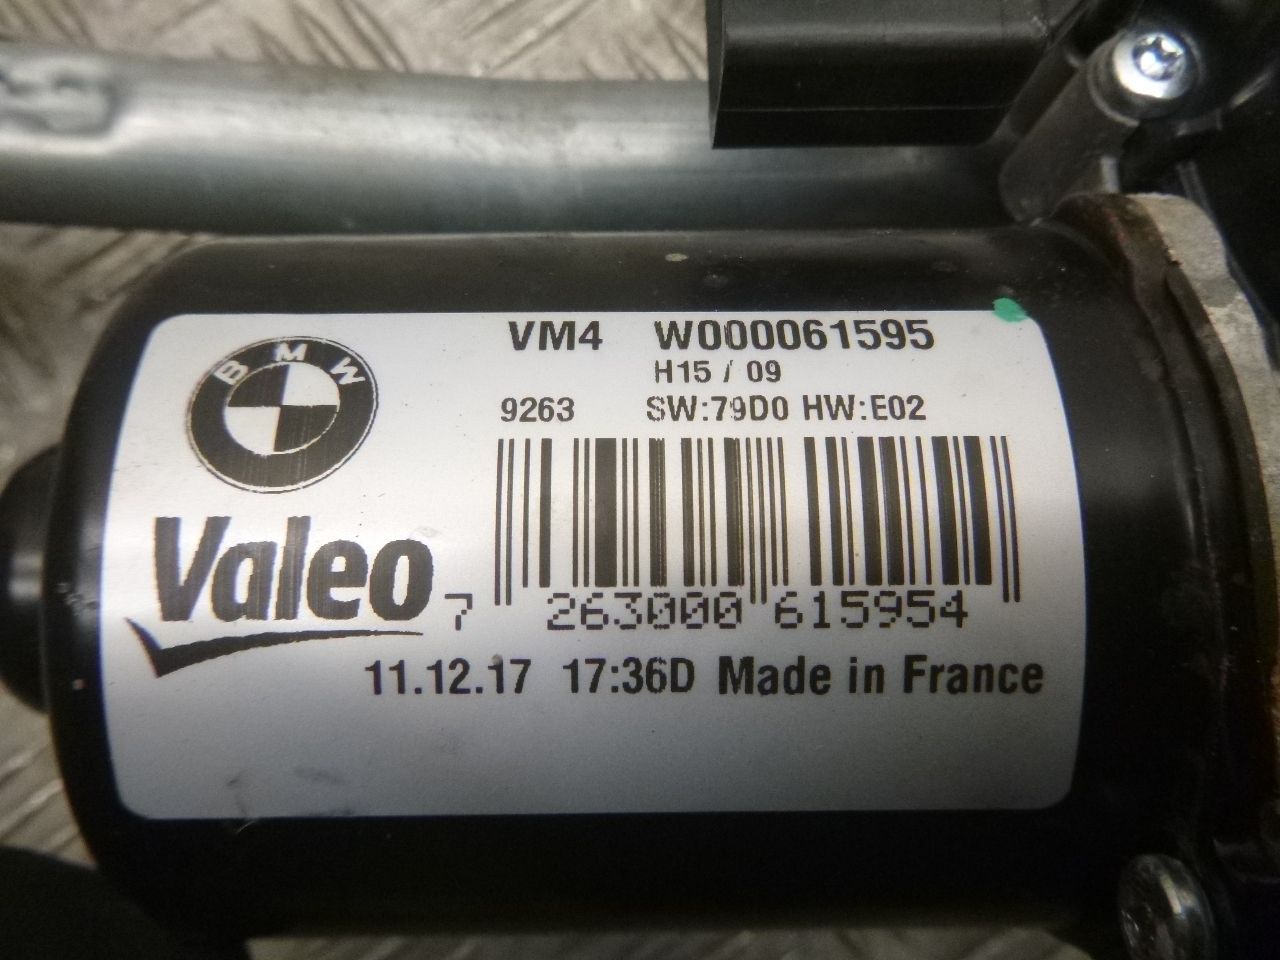 BMW
VM4 W000061595
H15 / 09
9263 SW:79D0 HW:E02
Valeo
7 263000 615954
11.12.17 17:36D Made in France